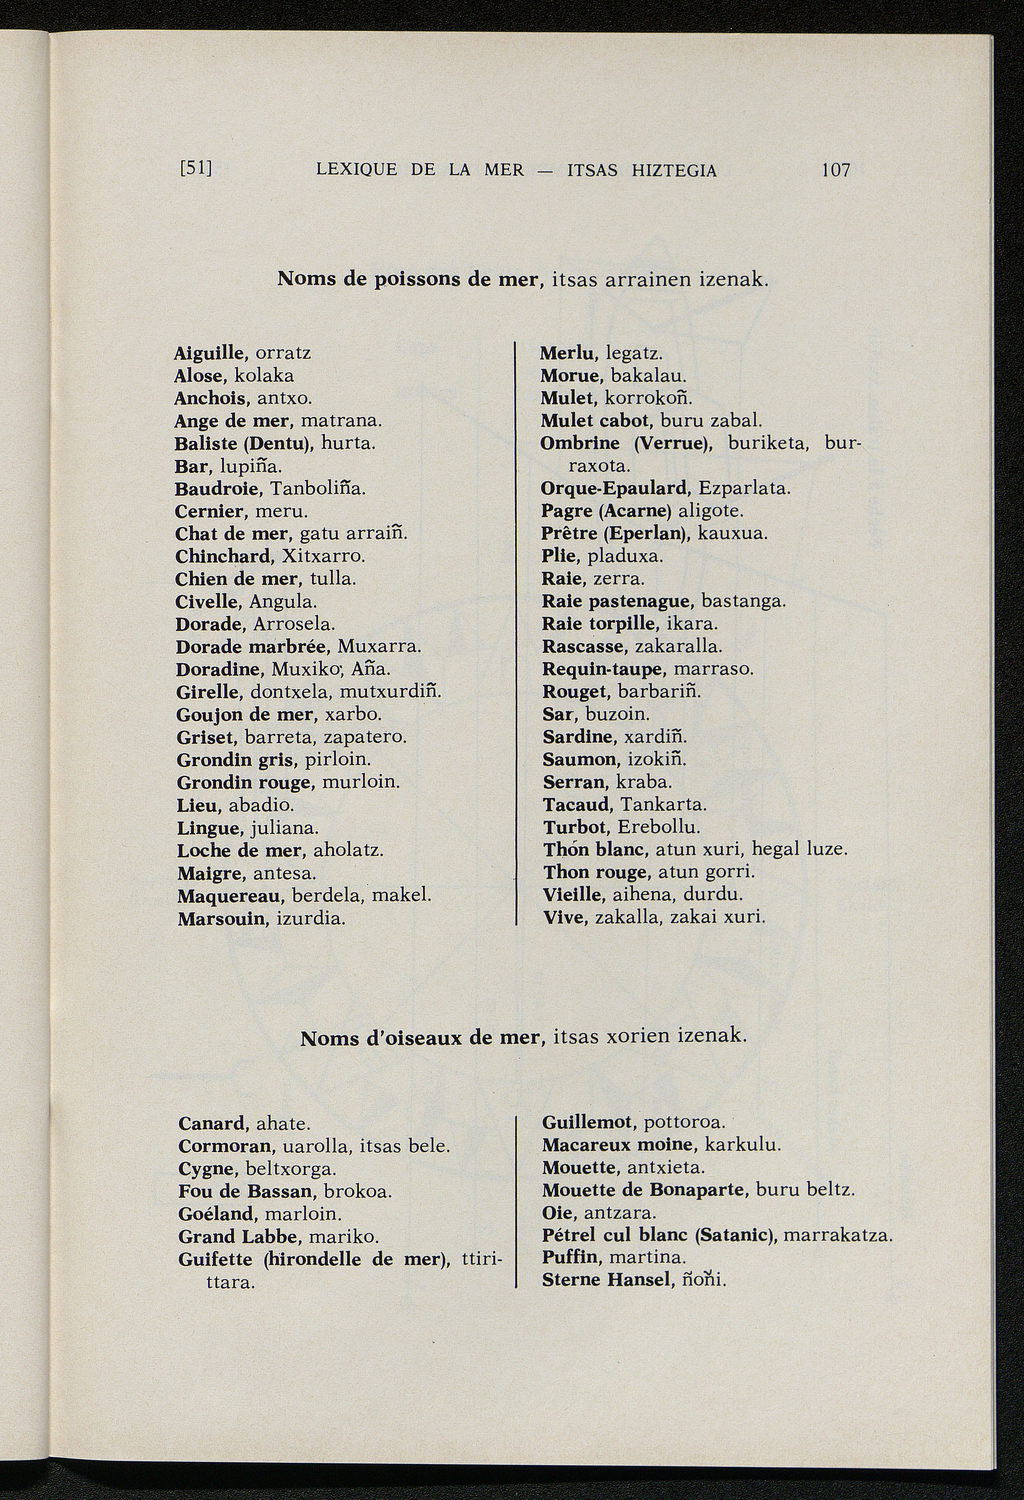 [51] LEXIQUE DE LA MER — ITSAS HIZTEGIA 107
Noms de poissons de mer, itsas arrainen izenak.
Aiguille, orratz
Alose, kolaka
Anchois, antxo.
Ange de mer, matrana.
Baliste (Dentu), hurta.
Bar, lupiña.
Baudroie, Tanboliña.
Cernier, meru.
Chat de mer, gatu arraiñ.
Chinchard, Xitxarro.
Chien de mer, tulla.
Civelle, Angula.
Dorade, Arrosela.
Dorade marbrée, Muxarra.
Doradine, Muxiko; Aña.
Girelle, dontxela, mutxurdiñ.
Goujon de mer, xarbo.
Griset, barreta, zapatero.
Grondin gris, pirloin.
Grondin rouge, murloin.
Lieu, abadio.
Lingue, juliana.
Loche de mer, aholatz.
Maigre, antesa.
Maquereau, berdela, makel.
Marsouin, izurdia.
Merlu, legatz.
Morue, bakalau.
Mulet, korrokoñ.
Mulet cabot, buru zabal.
Ombrine (Verrue), buriketa, bur-
raxota.
Orque-Epaulard, Ezparlata.
Pagre (Acarne) aligote.
Prêtre (Eperlan), kauxua.
Plie, pladuxa.
Raie, zerra.
Raie pastenague, bastanga.
Raie torpille, ikara.
Rascasse, zakaralla.
Requin-taupe, marraso.
Rouget, barbariñ.
Sar, buzoin.
Sardine, xardiñ.
Saumon, izokiñ.
Serran, kraba.
Tacaud, Tankarta.
Turbot, Erebollu.
Thón blanc, atun xuri, hegal luze.
Thon rouge, atun gorri.
Vieille, aihena, durdu.
Vive, zakalla, zakai xuri.
Noms d'oiseaux de mer, itsas xorien izenak.
Canard, ahate.
Cormoran, uarolla, itsas bele.
Cygne, beltxorga.
Fou de Bassan, brokoa.
Goéland, marloin.
Grand Labbe, mariko.
Guifette (hirondelle de mer), ttiri-
ttara.
Guillemot, pottoroa.
Macareux moine, karkulu.
Mouette, antxieta.
Mouette de Bonaparte, buru beltz.
Oie, antzara.
Pétrel cul blanc (Satanic), marrakatza.
Puffin, martina.
Sterne Hansel, ñoñi.